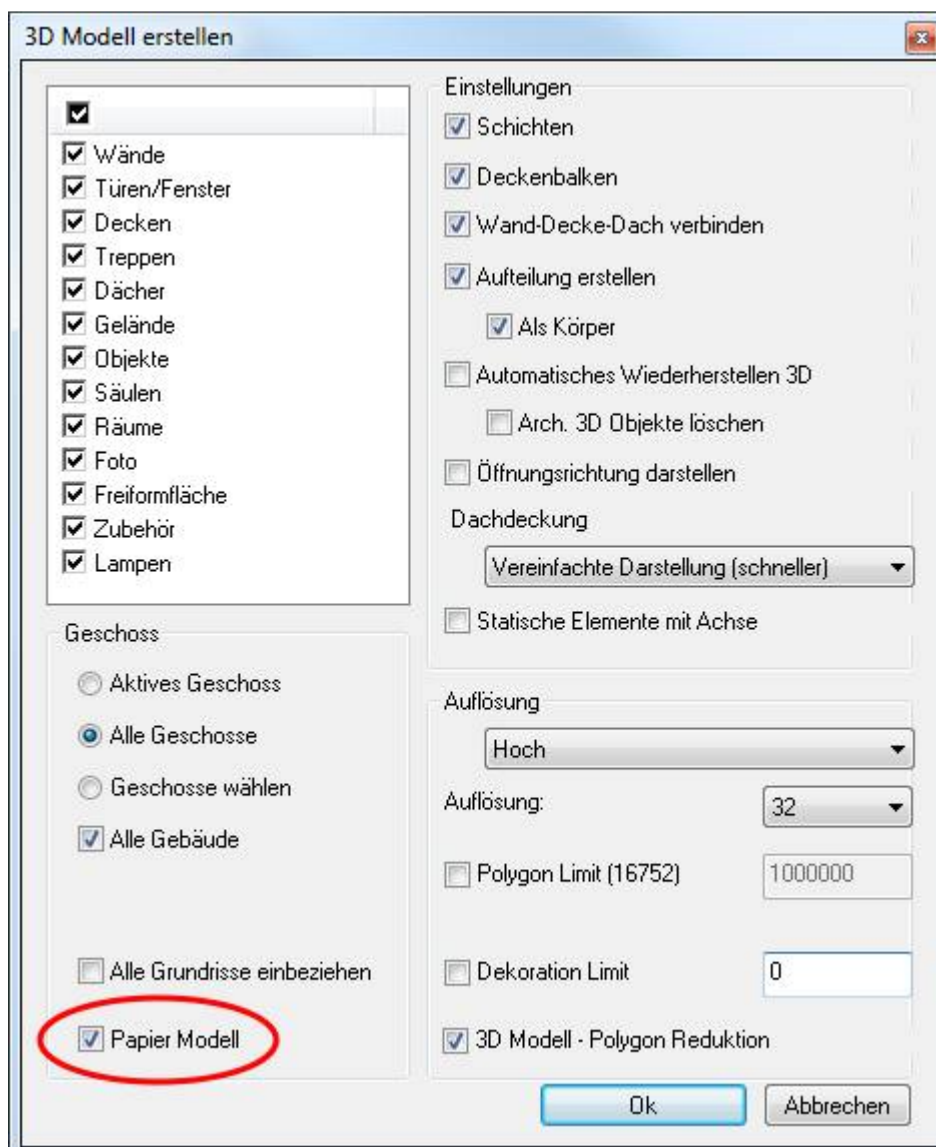 3D Modell erstellen
Wände
Türen/Fenster
Decken
Treppen
Dächer
Gelände
Objekte
Säulen
Räume
Foto
Freiformfläche
Zubehör
Lampen
Geschoss
Aktives Geschoss
Alle Geschosse
Geschosse wählen
Alle Gebäude
Alle Grundrisse einbeziehen
Papier Modell
Einstellungen
Schichten
Deckenbalken
Wand-Decke-Dach verbinden
Aufteilung erstellen
Als Körper
Automatisches Wiederherstellen 3D
Arch. 3D Objekte löschen
Öffnungsrichtung darstellen
Dachdeckung
Vereinfachte Darstellung (schneller)
Statische Elemente mit Achse
Auflösung
Hoch
Auflösung: 32
Polygon Limit (16752) 1000000
Dekoration Limit 0
3D Modell - Polygon Reduktion
Ok Abbrechen